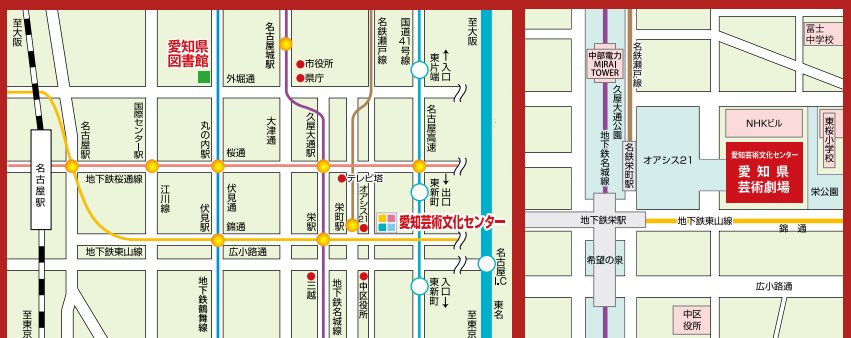 至大阪
愛知県
図書館
名古屋城駅
市役所
県庁
名鉄瀬戸線
国道41号線
↑入口
東片端
至大阪
外堀通
名古屋駅
国際センター駅
丸の内駅
大津通
久屋大通駅
名古屋高速
桜通
名古屋駅
地下鉄桜通線
江川線
伏見通
伏見駅
錦通
栄駅
テレビ塔
栄町駅
オアシス21
↓出口
東新町
愛知芸術文化センター
地下鉄東山線
広小路通
名古屋I.C
東名
地下鉄鶴舞線
三越
地下鉄名城線
中区役所
入口↓
東新町
至東京
至東京
中部電力
MIRAI
TOWER
名鉄瀬戸線
冨士
中学校
久屋大通公園
地下鉄名城線
名鉄栄町駅
オアシス21
NHKビル
愛知芸術文化センター
愛知県
芸術劇場
東桜小学校
栄公園
地下鉄栄駅
地下鉄東山線
錦通
希望の泉
広小路通
中区
役所